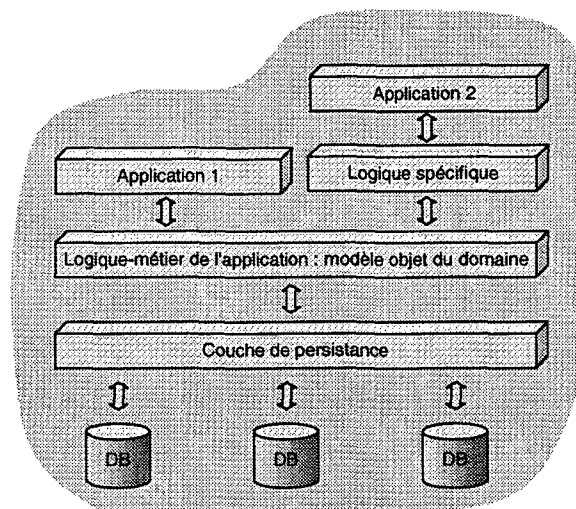 Application 2
Application 1
Logique spécifique
Logique-métier de l'application : modèle objet du domaine
Couche de persistance
DB
DB
DB